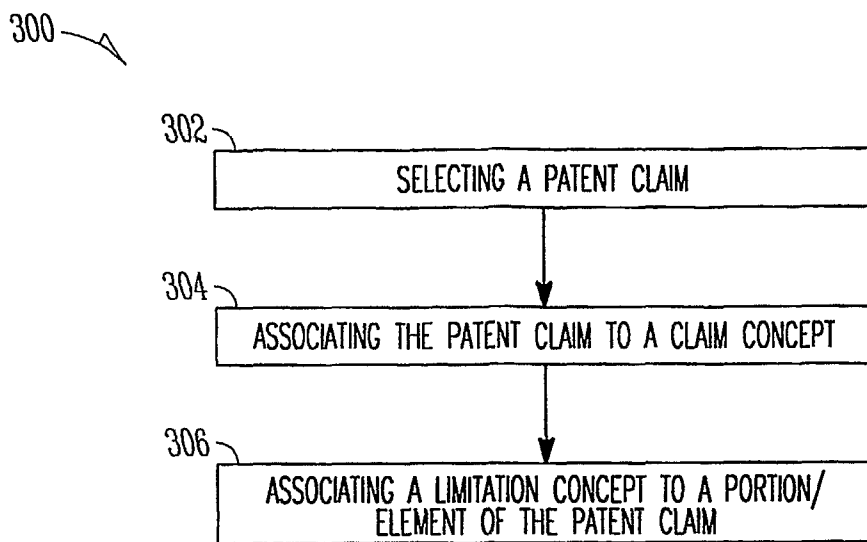 300
302
SELECTING A PATENT CLAIM
304
ASSOCIATING THE PATENT CLAIM TO A CLAIM CONCEPT
306
ASSOCIATING A LIMITATION CONCEPT TO A PORTION/
ELEMENT OF THE PATENT CLAIM